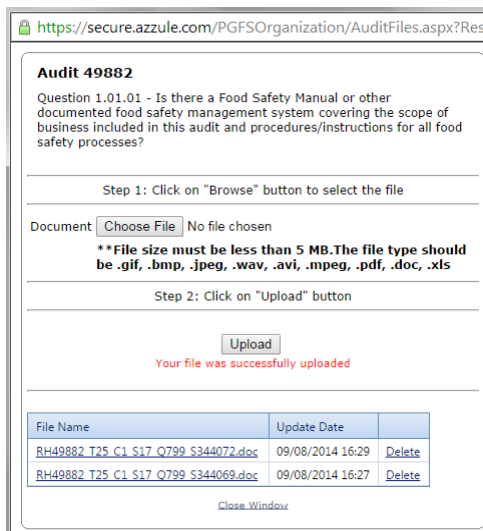 https://secure.azzule.com/PGFSOrganization/AuditFiles.aspx?Res
Audit 49882
Question 1.01.01 - Is there a Food Safety Manual or other
documented food safety management system covering the scope of
business included in this audit and procedures/instructions for all food
safety processes?
Step 1: Click on "Browse" button to select the file
Document Choose File No file chosen
**File size must be less than 5 MB.The file type should
be .gif, .bmp, .jpeg, .wav, .avi, .mpeg, .pdf, .doc, .xls
Step 2: Click on "Upload" button
Upload
Your file was successfully uploaded
File Name Update Date
RH49882_T25_C1_S17_Q799_S344072.doc 09/08/2014 16:29 Delete
RH49882_T25_C1_S17_Q799_S344069.doc 09/08/2014 16:27 Delete
Close Window